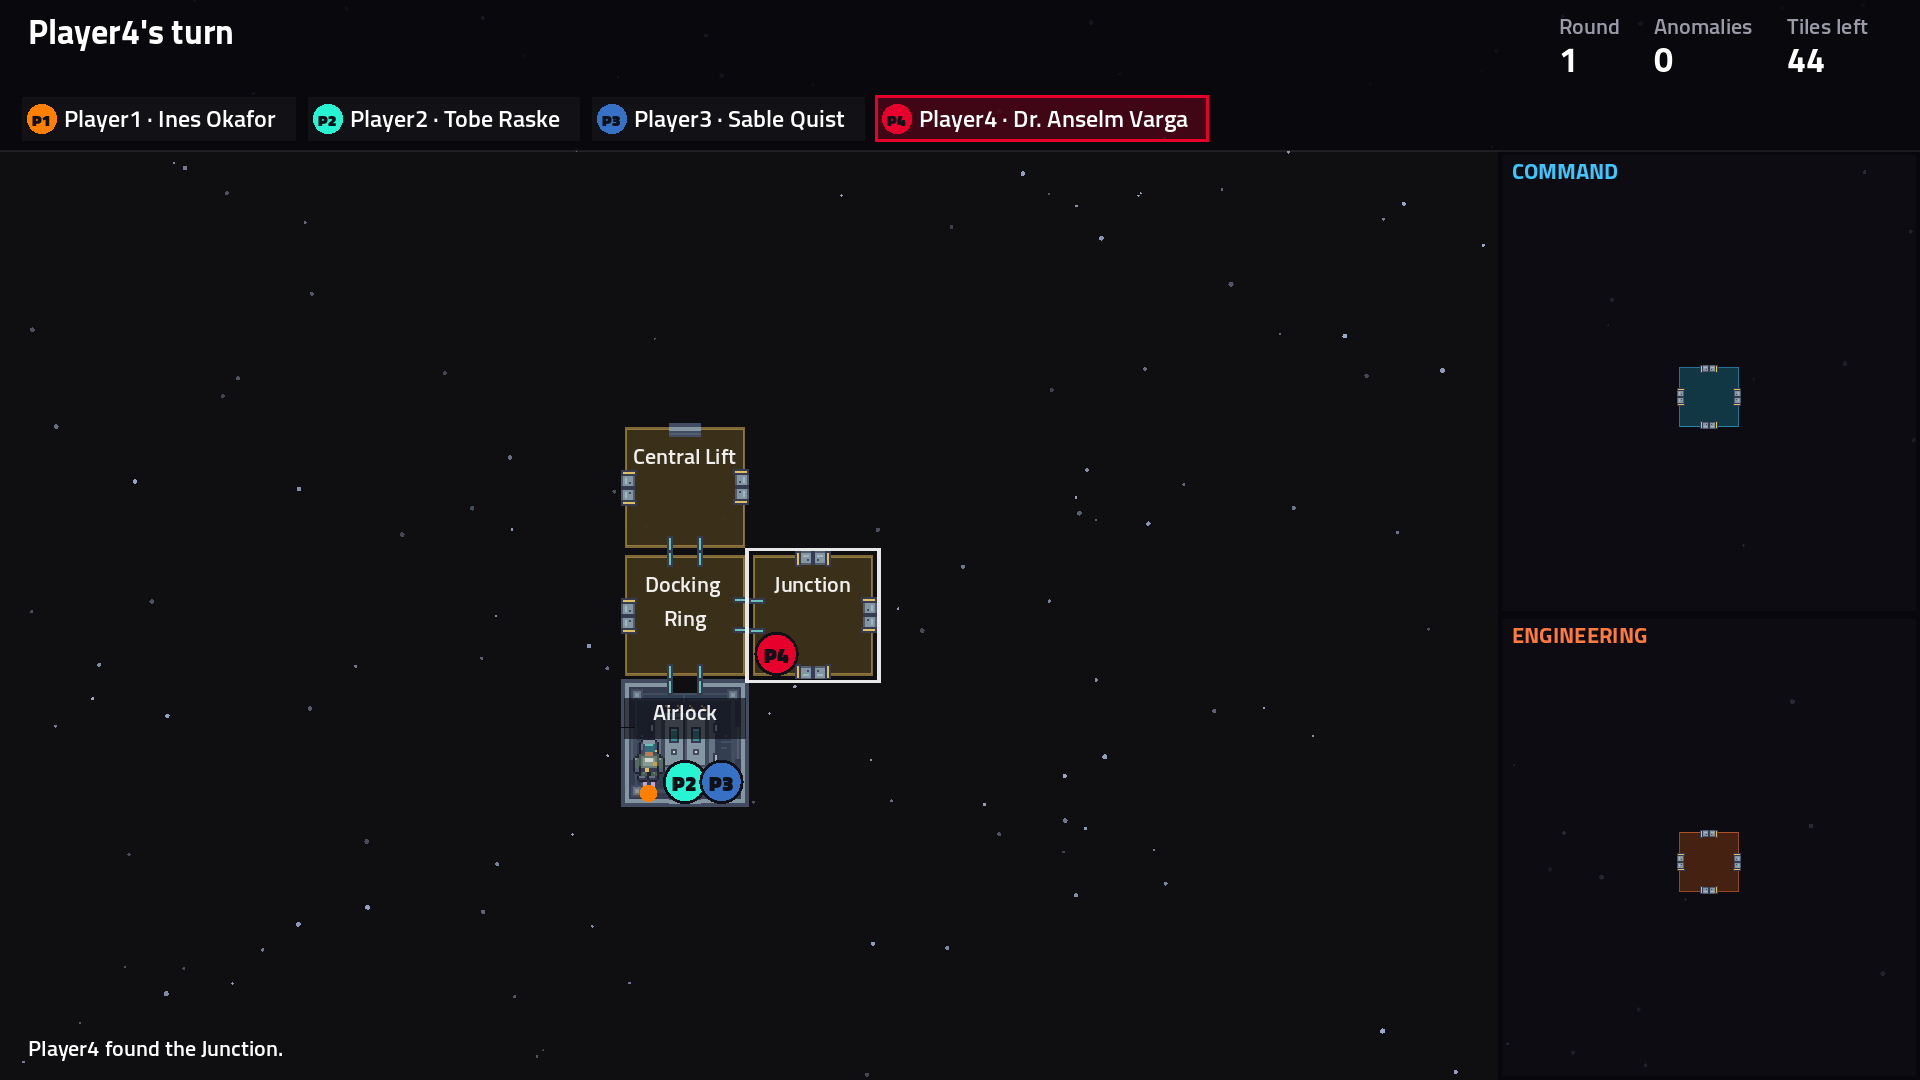 Player4's turn
Round
1
Anomalies
0
Tiles left
44
P1 Player1 · Ines Okafor
P2 Player2 · Tobe Raske
P3 Player3 · Sable Quist
P4 Player4 · Dr. Anselm Varga
COMMAND
Central Lift
Docking
Ring
Junction
P4
ENGINEERING
Airlock
P2
P3
Player4 found the Junction.